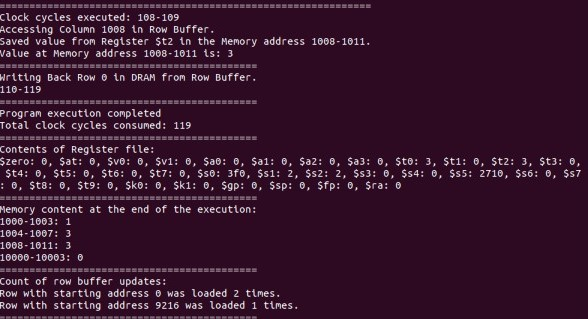 ==============================================================
Clock cycles executed: 108-109
Accessing Column 1008 in Row Buffer.
Saved value from Register $t2 in the Memory address 1008-1011.
Value at Memory address 1008-1011 is: 3
===========================================
Writing Back Row 0 in DRAM from Row Buffer.
110-119
===========================================
Program execution completed
Total clock cycles consumed: 119
===========================================
Contents of Register file:
$zero: 0, $at: 0, $v0: 0, $v1: 0, $a0: 0, $a1: 0, $a2: 0, $a3: 0, $t0: 3, $t1: 0, $t2: 3, $t3: 0,
 $t4: 0, $t5: 0, $t6: 0, $t7: 0, $s0: 3f0, $s1: 2, $s2: 2, $s3: 0, $s4: 0, $s5: 2710, $s6: 0, $s7
: 0, $t8: 0, $t9: 0, $k0: 0, $k1: 0, $gp: 0, $sp: 0, $fp: 0, $ra: 0
===========================================
Memory content at the end of the execution:
1000-1003: 1
1004-1007: 3
1008-1011: 3
10000-10003: 0
===========================================
Count of row buffer updates:
Row with starting address 0 was loaded 2 times.
Row with starting address 9216 was loaded 1 times.
===========================================